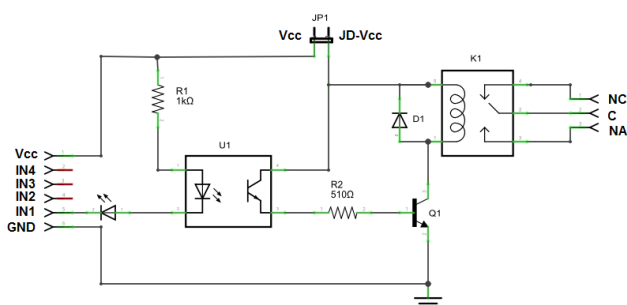 JP1
Vcc JD-Vcc
K1
R1
1kΩ
D1
NC
C
NA
U1
Vcc
IN4
IN3
IN2
IN1
GND
R2
510Ω
Q1